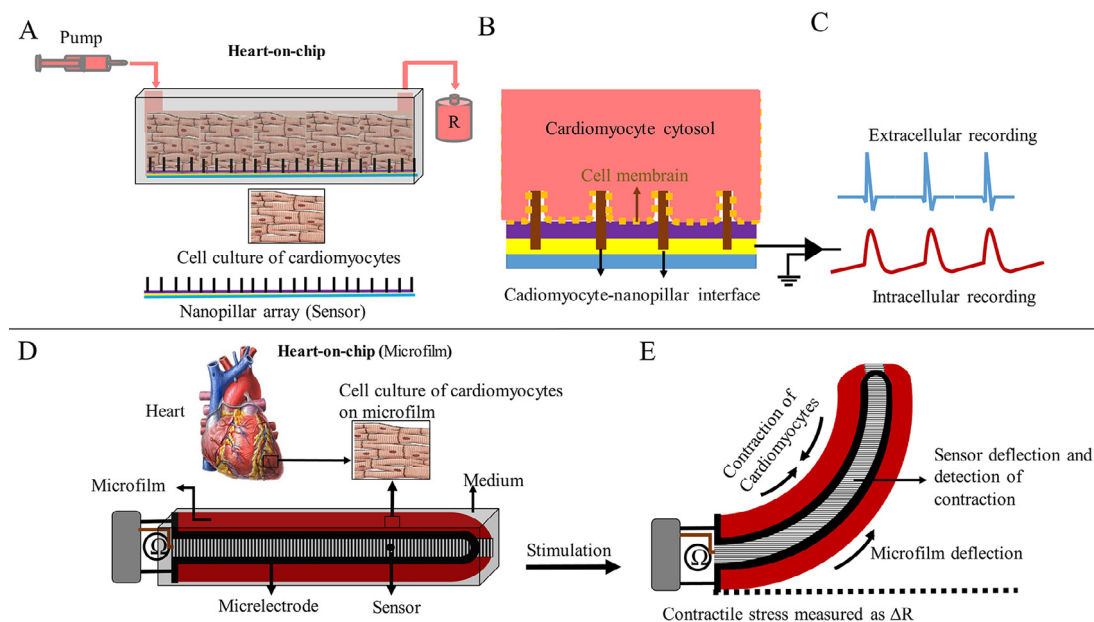 A
Pump
Heart-on-chip
R
Cell culture of cardiomyocytes
Nanopillar array (Sensor)
B
Cardiomyocyte cytosol
Cell membrain
Cadiomyocyte-nanopillar interface
C
Extracellular recording
Intracellular recording
D
Heart-on-chip (Microfilm)
Cell culture of cardiomyocytes
on microfilm
Heart
Microfilm
Medium
Ω
Micrelectrode
Sensor
Stimulation
E
Contraction of
Cardiomyocytes
Sensor deflection and
detection of
contraction
Ω
Microfilm deflection
Contractile stress measured as ΔR